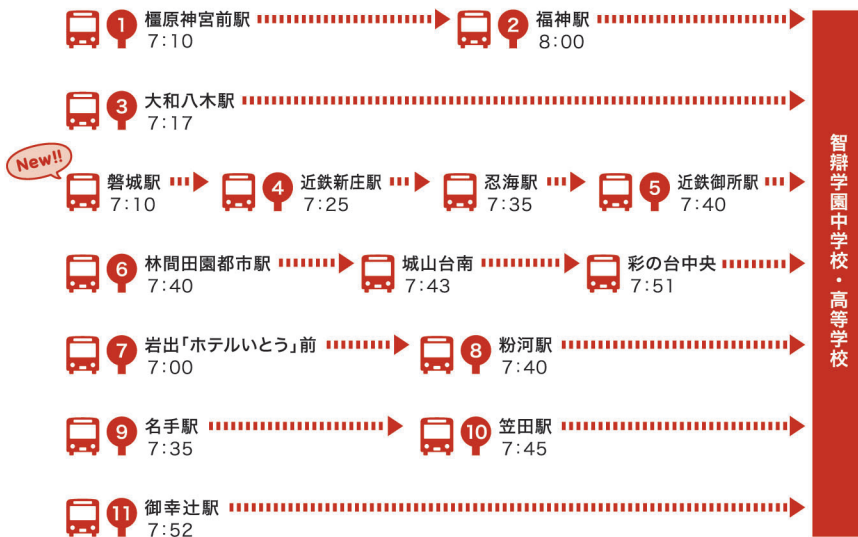 1 橿原神宮前駅 2 福神駅
7:10 8:00
3 大和八木駅
7:17
New!!
磐城駅 4 近鉄新庄駅 忍海駅 5 近鉄御所駅
7:10 7:25 7:35 7:40
6 林間田園都市駅 城山台南 彩の台中央
7:40 7:43 7:51
7 岩出「ホテルいとう」前 8 粉河駅
7:00 7:40
9 名手駅 10 笠田駅
7:35 7:45
11 御幸辻駅
7:52
智辯学園中学校・高等学校